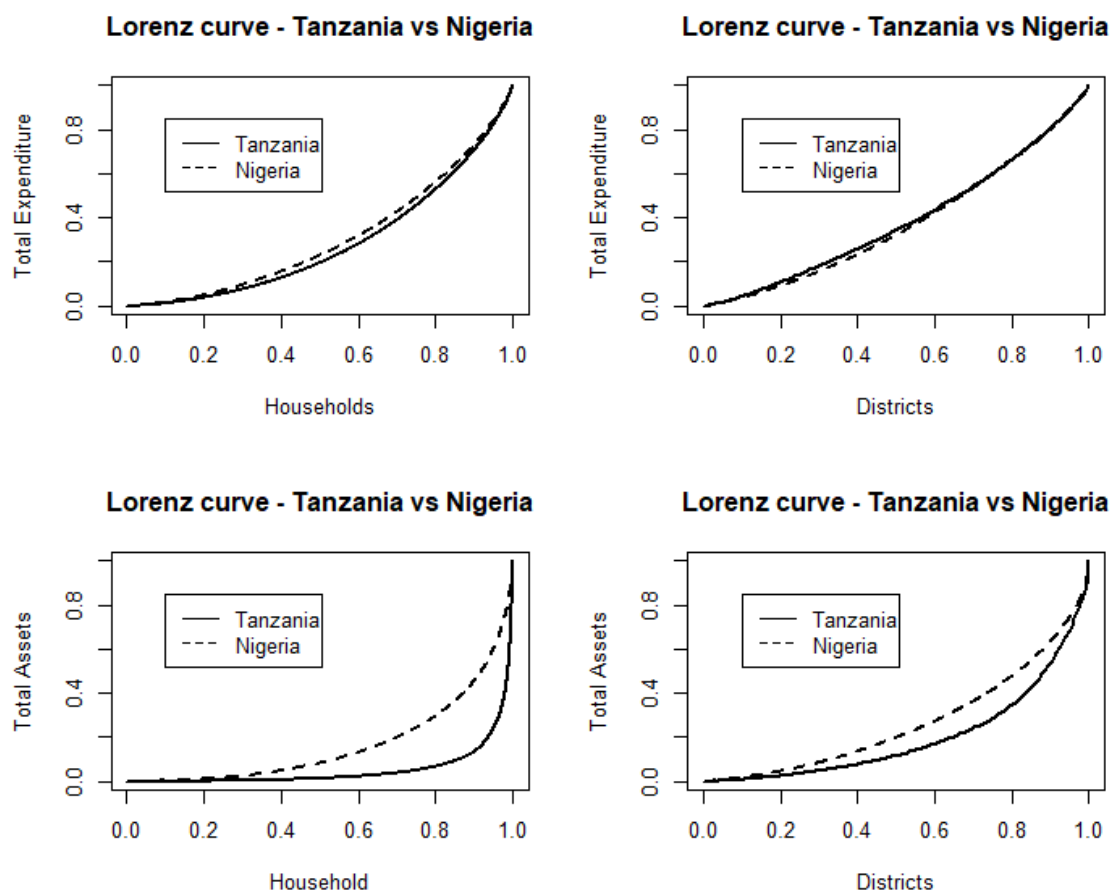 Lorenz curve - Tanzania vs Nigeria
Total Expenditure
0.8
0.4
0.0
Tanzania
Nigeria
0.0 0.2 0.4 0.6 0.8 1.0
Households
Lorenz curve - Tanzania vs Nigeria
Total Expenditure
0.8
0.4
0.0
Tanzania
Nigeria
0.0 0.2 0.4 0.6 0.8 1.0
Districts
Lorenz curve - Tanzania vs Nigeria
Total Assets
0.8
0.4
0.0
Tanzania
Nigeria
0.0 0.2 0.4 0.6 0.8 1.0
Household
Lorenz curve - Tanzania vs Nigeria
Total Assets
0.8
0.4
0.0
Tanzania
Nigeria
0.0 0.2 0.4 0.6 0.8 1.0
Districts